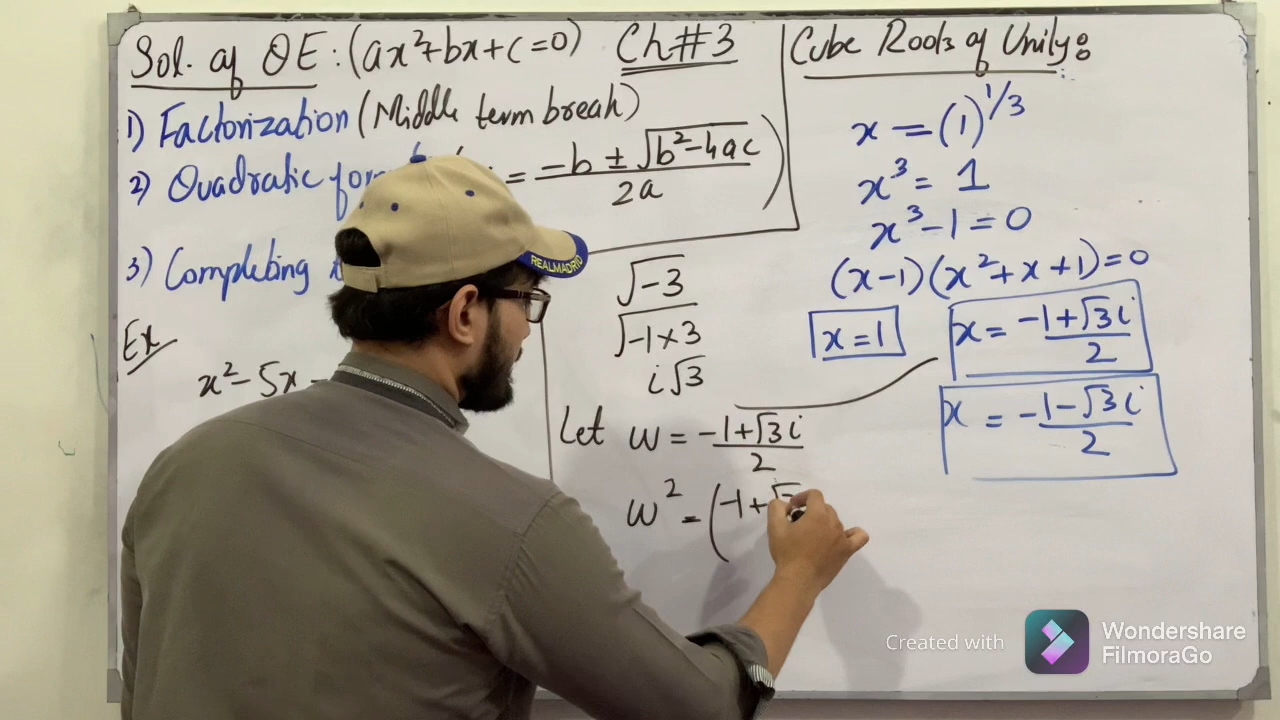 Sol. of QE : (ax²+bx+c=0) Ch#3
1) Factorization (Middle term break)
2) Quadratic = -b ± √b²-4ac / 2a )
3) Completing
Ex
x² - 5x
√-3
√-1×3
i√3
Let w = -1+√3i / 2
w² = (-1+√
Cube Roots of Unity:
x = (1)^1/3
x³ = 1
x³-1 = 0
(x-1)(x²+x+1)=0
x=1
x = -1+√3i / 2
x = -1-√3i / 2
REALMADRID
Created with
Wondershare
FilmoraGo